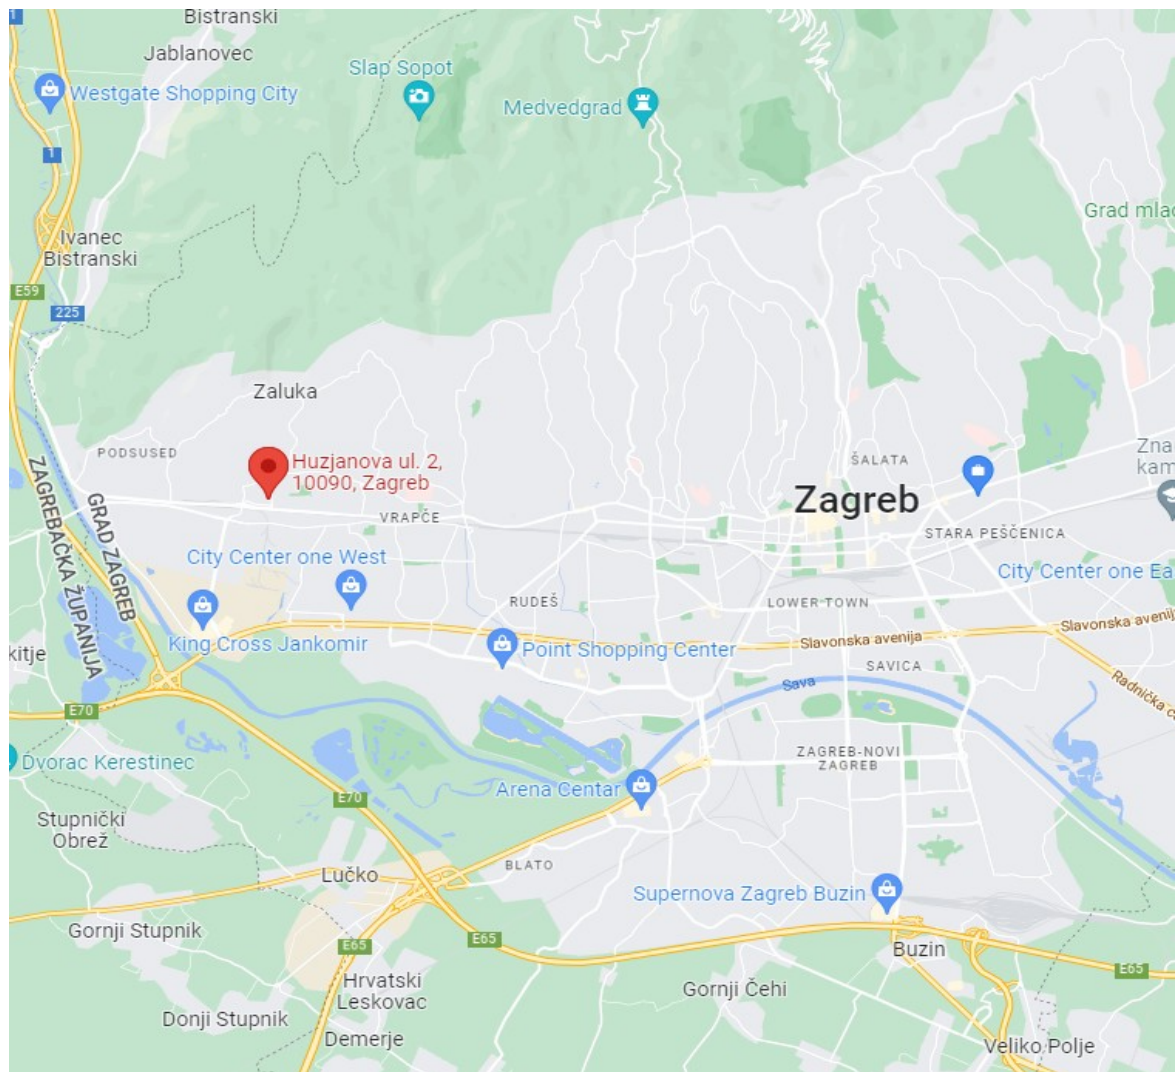 1
Bistranski
Jablanovec
Slap Sopot
Westgate Shopping City
Medvedgrad
1
Grad mlad
Ivanec
Bistranski
E59
225
Zaluka
PODSUSED
Huzjanova ul. 2,
10090, Zagreb
ŠALATA
Zna
kam
Zagreb
VRAPČE
STARA PEŠČENICA
ZAGREBAČKA ŽUPANIJA
GRAD ZAGREB
City Center one West
City Center one Ea
RUDEŠ
LOWER TOWN
King Cross Jankomir
Slavonska avenija
Slavonska avenij
kitje
Point Shopping Center
SAVICA
Radnička c
Sava
E70
ZAGREB-NOVI
ZAGREB
Dvorac Kerestinec
Arena Centar
E70
Stupnički
Obrež
BLATO
Lučko
Supernova Zagreb Buzin
Gornji Stupnik
E65
E65
Buzin
E65
Hrvatski
Leskovac
Gornji Čehi
Donji Stupnik
Demerje
Veliko Polje